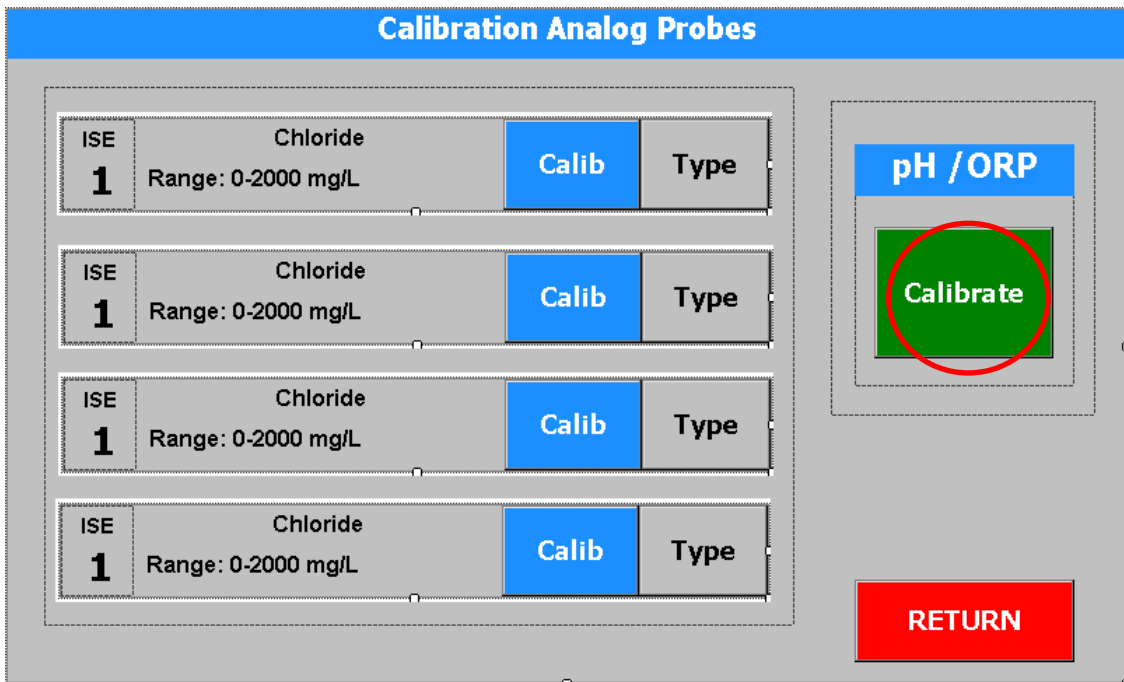 Calibration Analog Probes
ISE
1
Chloride
Range: 0-2000 mg/L
Calib
Type
ISE
1
Chloride
Range: 0-2000 mg/L
Calib
Type
ISE
1
Chloride
Range: 0-2000 mg/L
Calib
Type
ISE
1
Chloride
Range: 0-2000 mg/L
Calib
Type
pH /ORP
Calibrate
RETURN